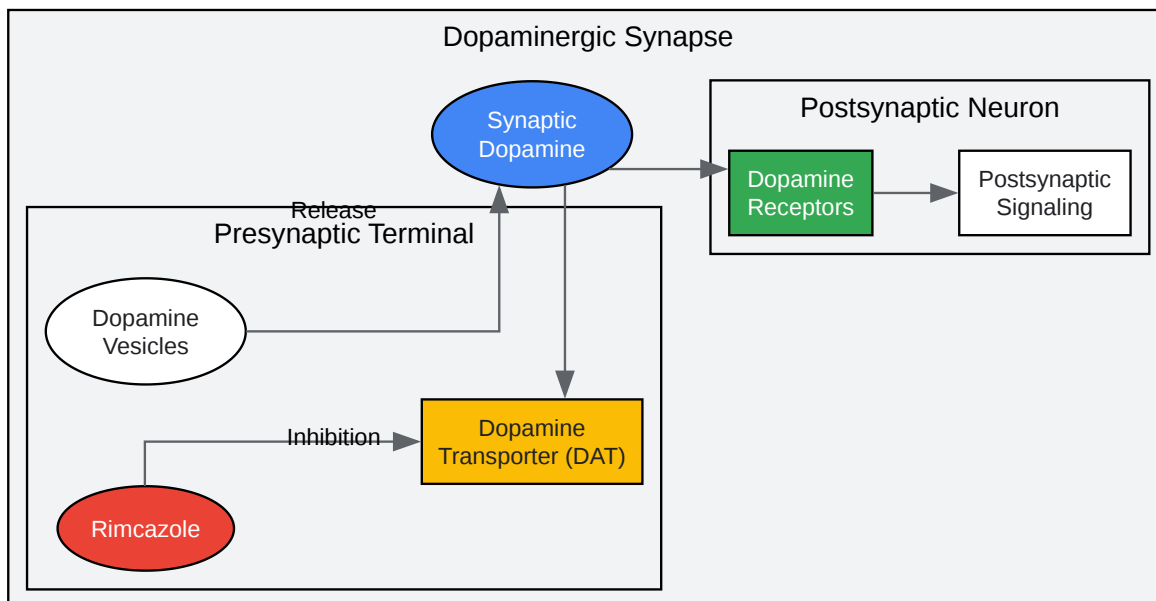 Dopaminergic Synapse
Synaptic
Dopamine
Postsynaptic Neuron
Dopamine
Receptors
Postsynaptic
Signaling
Release
Presynaptic Terminal
Dopamine
Vesicles
Inhibition
Dopamine
Transporter (DAT)
Rimcazole